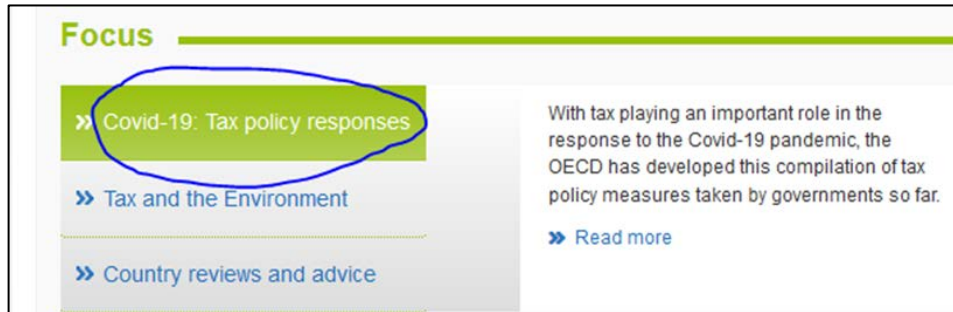 Focus
» Covid-19: Tax policy responses
» Tax and the Environment
» Country reviews and advice
With tax playing an important role in the
response to the Covid-19 pandemic, the
OECD has developed this compilation of tax
policy measures taken by governments so far.
» Read more